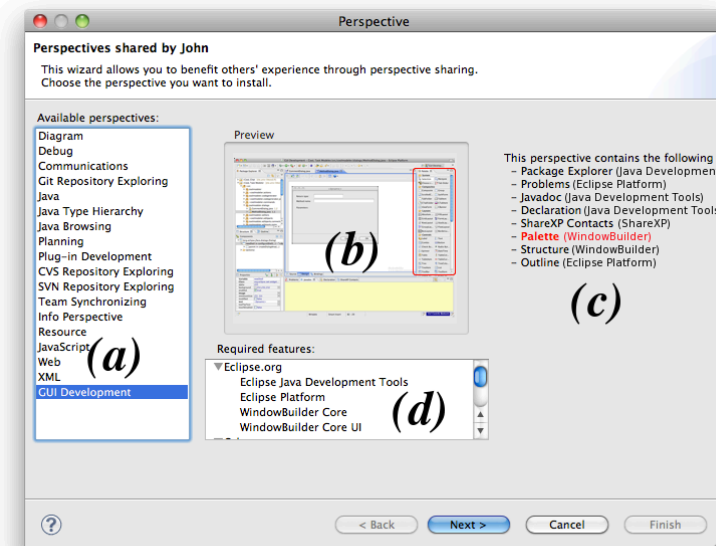 Perspective
Perspectives shared by John
This wizard allows you to benefit others' experience through perspective sharing.
Choose the perspective you want to install.
Available perspectives:
Diagram
Debug
Communications
Git Repository Exploring
Java
Java Type Hierarchy
Java Browsing
Planning
Plug-in Development
CVS Repository Exploring
SVN Repository Exploring
Team Synchronizing
Info Perspective
Resource
JavaScript
Web
XML
GUI Development
(a)
Preview
(b)
Required features:
Eclipse.org
Eclipse Java Development Tools
Eclipse Platform
WindowBuilder Core
WindowBuilder Core UI
(d)
This perspective contains the following
- Package Explorer (Java Developmen
- Problems (Eclipse Platform)
- Javadoc (Java Development Tools)
- Declaration (Java Development Tools
- ShareXP Contacts (ShareXP)
- Palette (WindowBuilder)
- Structure (WindowBuilder)
- Outline (Eclipse Platform)
(c)
?
< Back
Next >
Cancel
Finish